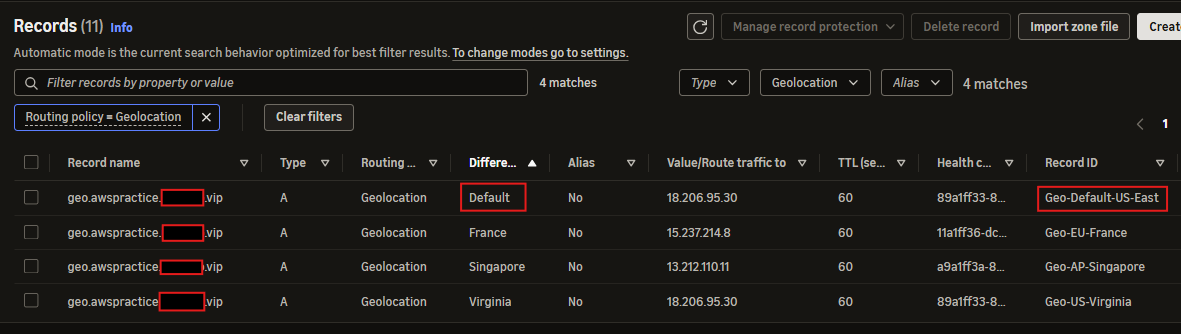 Records (11) Info
Manage record protection Delete record Import zone file Creat
Automatic mode is the current search behavior optimized for best filter results. To change modes go to settings.
Filter records by property or value 4 matches Type Geolocation Alias 4 matches
Routing policy = Geolocation Clear filters
1
Record name Type Routing ... Differe... Alias Value/Route traffic to TTL (se... Health c... Record ID
geo.awspractice. .vip A Geolocation Default No 18.206.95.30 60 89a1ff33-8... Geo-Default-US-East
geo.awspractice. .vip A Geolocation France No 15.237.214.8 60 11a1ff36-dc... Geo-EU-France
geo.awspractice. .vip A Geolocation Singapore No 13.212.110.11 60 a9a1ff3a-8... Geo-AP-Singapore
geo.awspractice .vip A Geolocation Virginia No 18.206.95.30 60 89a1ff33-8... Geo-US-Virginia